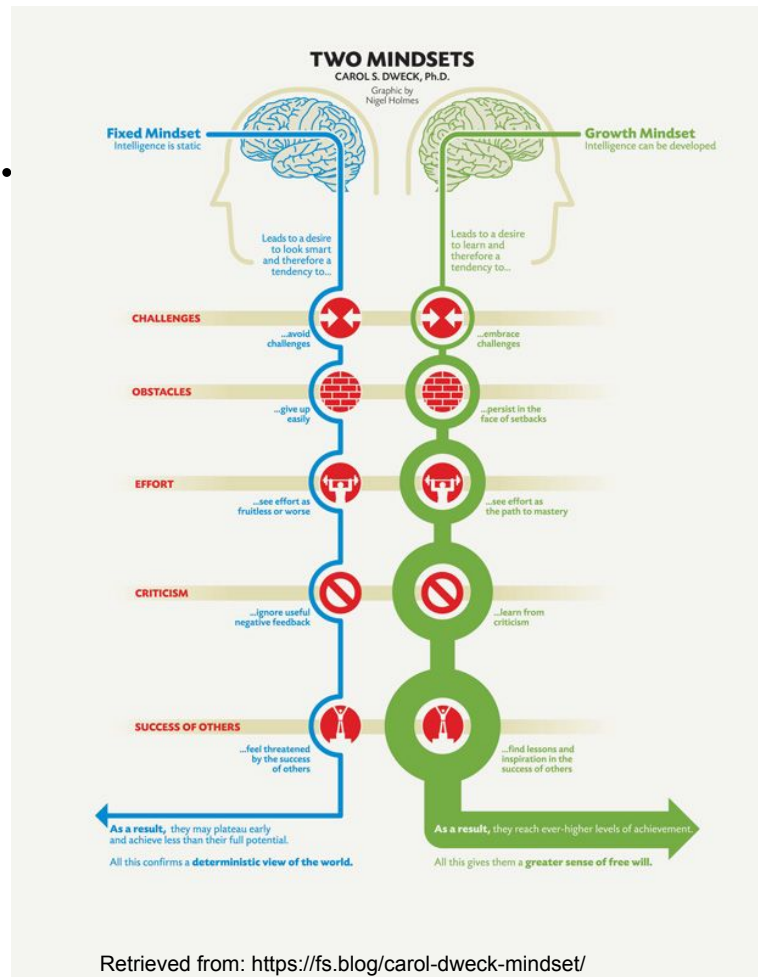 TWO MINDSETS
CAROL S. DWECK, Ph.D.
Graphic by
Nigel Holmes
Fixed Mindset
Intelligence is static
Growth Mindset
Intelligence can be developed
Leads to a desire
to look smart
and therefore a
tendency to...
Leads to a desire
to learn and
therefore a
tendency to...
CHALLENGES
...avoid
challenges
...embrace
challenges
OBSTACLES
...give up
easily
...persist in the
face of setbacks
EFFORT
...see effort as
fruitless or worse
...see effort as
the path to mastery
CRITICISM
...ignore useful
negative feedback
...learn from
criticism
SUCCESS OF OTHERS
...feel threatened
by the success
of others
...find lessons and
inspiration in the
success of others
As a result, they may plateau early
and achieve less than their full potential.
All this confirms a deterministic view of the world.
As a result, they reach ever-higher levels of achievement.
All this gives them a greater sense of free will.
Retrieved from: https://fs.blog/carol-dweck-mindset/